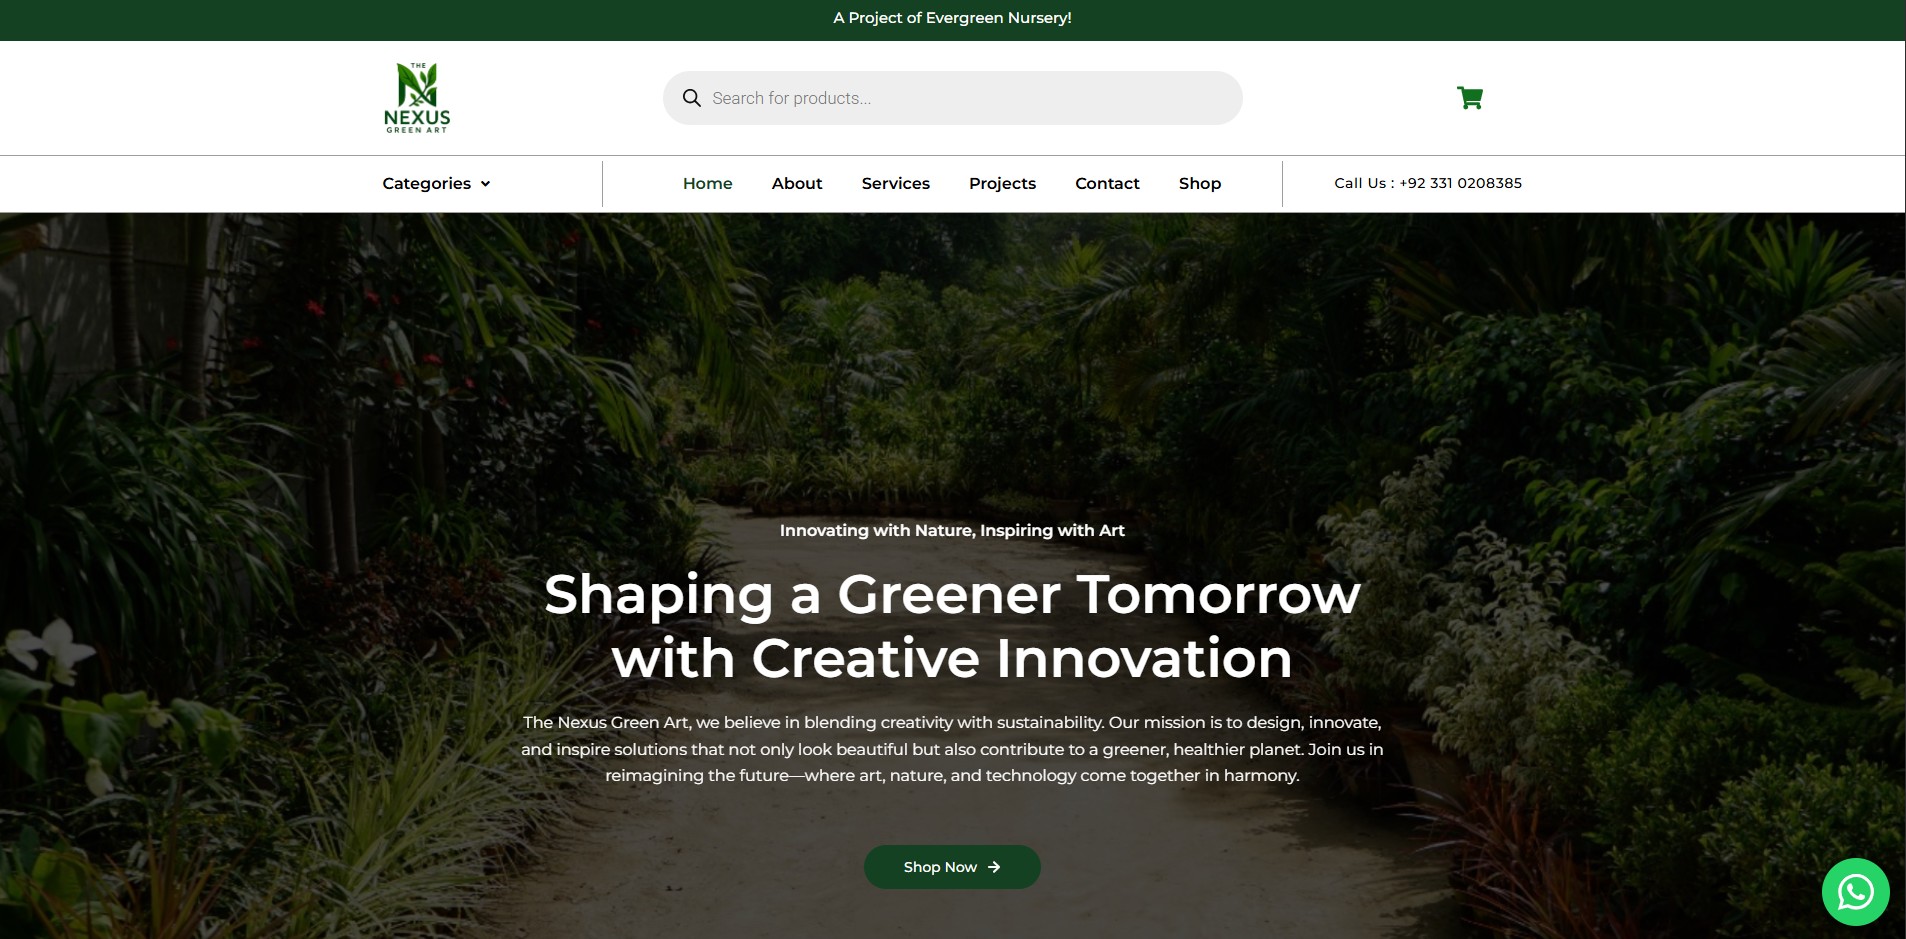 A Project of Evergreen Nursery!
THE
NEXUS
GREEN ART
Search for products...
Categories
Home
About
Services
Projects
Contact
Shop
Call Us : +92 331 0208385
Innovating with Nature, Inspiring with Art
Shaping a Greener Tomorrow
with Creative Innovation
The Nexus Green Art, we believe in blending creativity with sustainability. Our mission is to design, innovate,
and inspire solutions that not only look beautiful but also contribute to a greener, healthier planet. Join us in
reimagining the future—where art, nature, and technology come together in harmony.
Shop Now